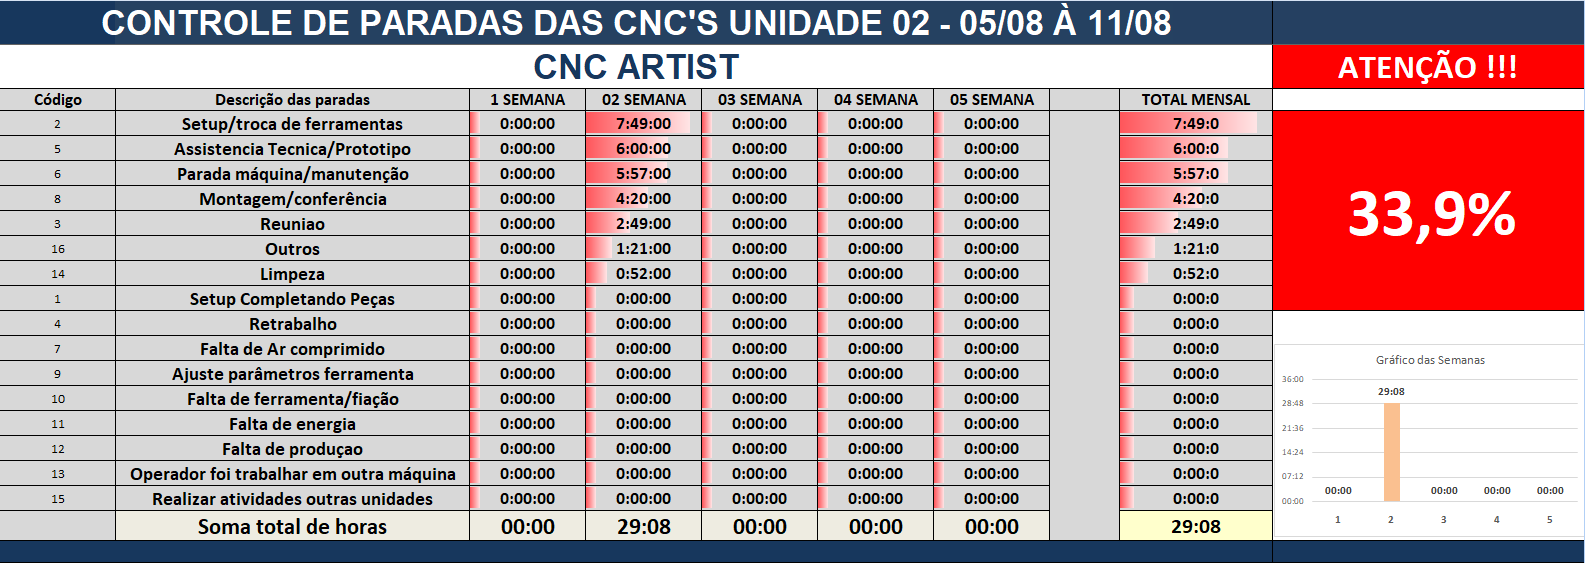 CONTROLE DE PARADAS DAS CNC'S UNIDADE 02 - 05/08 À 11/08
CNC ARTIST
ATENÇÃO !!!
Código Descrição das paradas 1 SEMANA 02 SEMANA 03 SEMANA 04 SEMANA 05 SEMANA TOTAL MENSAL
2 Setup/troca de ferramentas 0:00:00 7:49:00 0:00:00 0:00:00 0:00:00 7:49:0
5 Assistencia Tecnica/Prototipo 0:00:00 6:00:00 0:00:00 0:00:00 0:00:00 6:00:0
6 Parada máquina/manutenção 0:00:00 5:57:00 0:00:00 0:00:00 0:00:00 5:57:0
8 Montagem/conferência 0:00:00 4:20:00 0:00:00 0:00:00 0:00:00 4:20:0
3 Reuniao 0:00:00 2:49:00 0:00:00 0:00:00 0:00:00 2:49:0
16 Outros 0:00:00 1:21:00 0:00:00 0:00:00 0:00:00 1:21:0
14 Limpeza 0:00:00 0:52:00 0:00:00 0:00:00 0:00:00 0:52:0
1 Setup Completando Peças 0:00:00 0:00:00 0:00:00 0:00:00 0:00:00 0:00:0
4 Retrabalho 0:00:00 0:00:00 0:00:00 0:00:00 0:00:00 0:00:0
7 Falta de Ar comprimido 0:00:00 0:00:00 0:00:00 0:00:00 0:00:00 0:00:0
9 Ajuste parâmetros ferramenta 0:00:00 0:00:00 0:00:00 0:00:00 0:00:00 0:00:0
10 Falta de ferramenta/fiação 0:00:00 0:00:00 0:00:00 0:00:00 0:00:00 0:00:0
11 Falta de energia 0:00:00 0:00:00 0:00:00 0:00:00 0:00:00 0:00:0
12 Falta de produçao 0:00:00 0:00:00 0:00:00 0:00:00 0:00:00 0:00:0
13 Operador foi trabalhar em outra máquina 0:00:00 0:00:00 0:00:00 0:00:00 0:00:00 0:00:0
15 Realizar atividades outras unidades 0:00:00 0:00:00 0:00:00 0:00:00 0:00:00 0:00:0
Soma total de horas 00:00 29:08 00:00 00:00 00:00 29:08
33,9%
Gráfico das Semanas
36:00
28:48
21:36
14:24
07:12
00:00
00:00 29:08 00:00 00:00 00:00
1 2 3 4 5